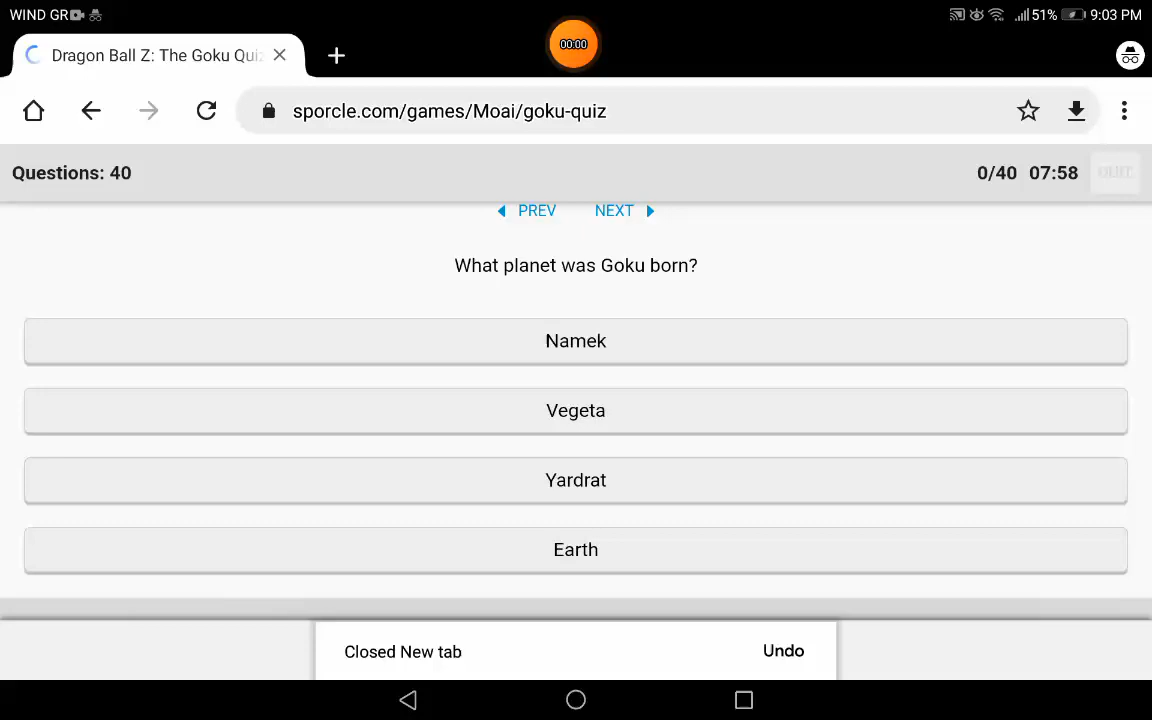 WIND GR 51% 9:03 PM
00:00
Dragon Ball Z: The Goku Quiz
sporcle.com/games/Moai/goku-quiz
Questions: 40 0/40 07:58 QUIT
PREV NEXT
What planet was Goku born?
Namek
Vegeta
Yardrat
Earth
Closed New tab Undo